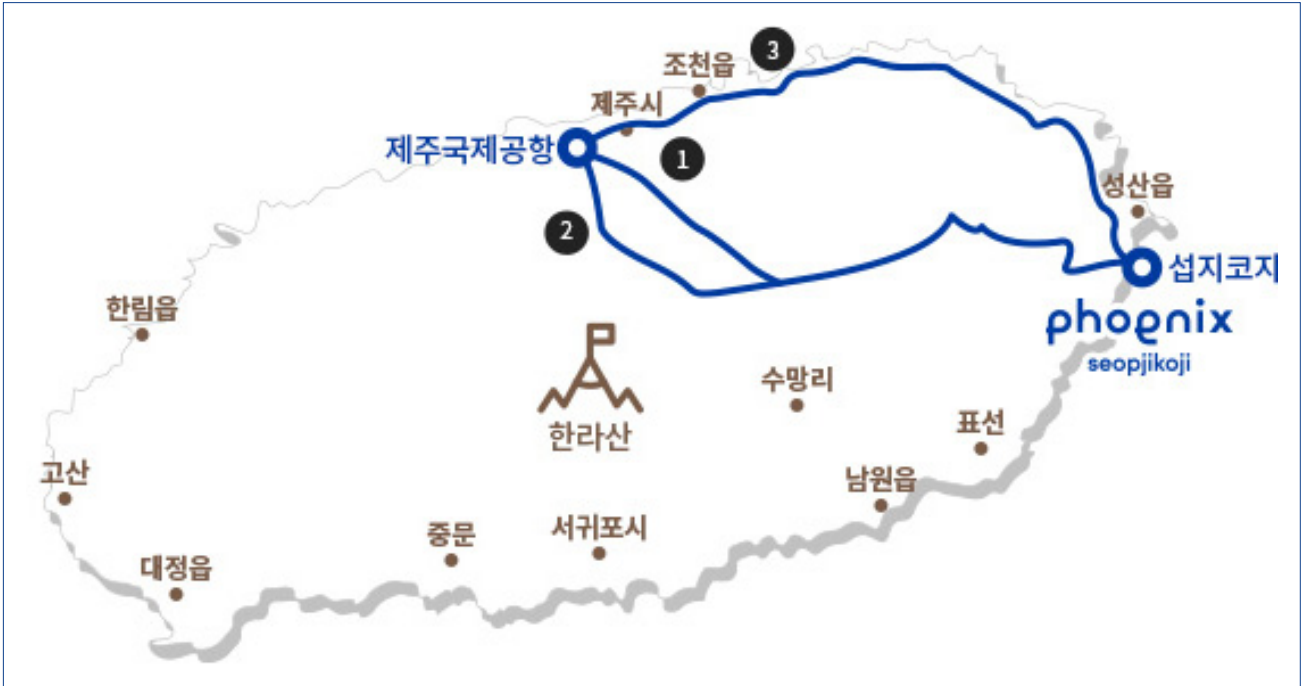 3
조천읍
제주시
제주국제공항
1
성산읍
2
섭지코지
한림읍
phoenix
seopjikoji
수망리
한라산
표선
고산
남원읍
중문
서귀포시
대정읍